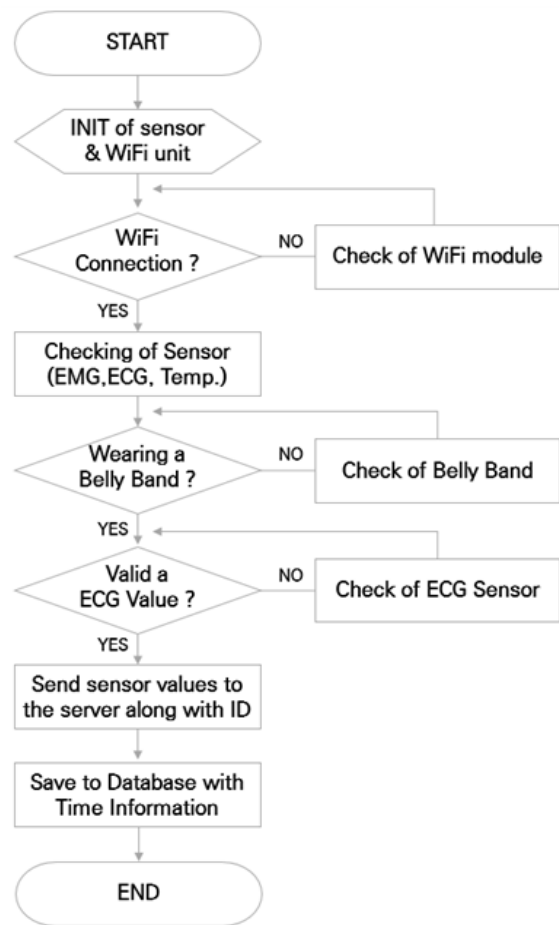 START
INIT of sensor
& WiFi unit
WiFi
Connection ?
NO
Check of WiFi module
YES
Checking of Sensor
(EMG,ECG, Temp.)
Wearing a
Belly Band ?
NO
Check of Belly Band
YES
Valid a
ECG Value ?
NO
Check of ECG Sensor
YES
Send sensor values to
the server along with ID
Save to Database with
Time Information
END